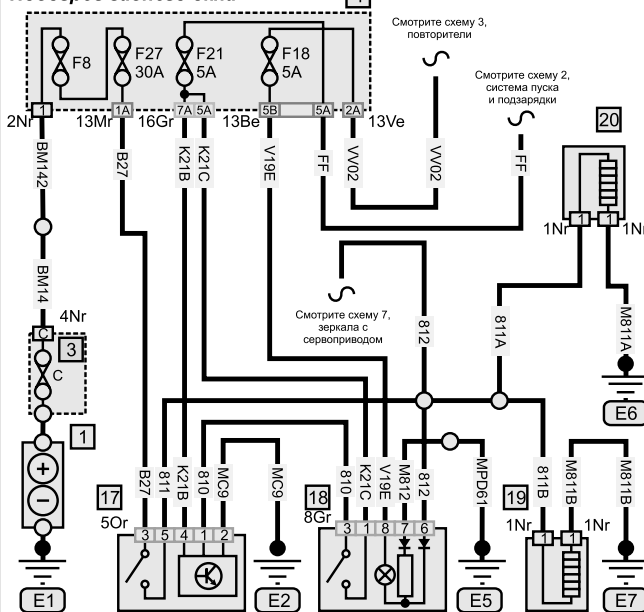 4
F8
F27
30A
F21
5A
F18
5A
1
1A
7A
5A
5B
5A
2A
2Nr
13Mr
16Gr
13Be
13Ve
Смотрите схему 3,
повторители
Смотрите схему 2,
система пуска
и подзарядки
20
BM142
B27
K21B
K21C
V19E
FF
VV02
VV02
FF
1
1
1Nr
1Nr
BM14
Смотрите схему 7,
зеркала с
сервоприводом
812
811A
M811A
4Nr
C
3
C
E6
1
B27
811
K21B
810
MC9
MC9
810
K21C
V19E
M812
812
MPD61
811B
M811B
M811B
17
5Or
18
8Gr
19
1Nr
1Nr
3
5
4
1
2
3
1
8
7
6
1
1
E1
E2
E5
E7